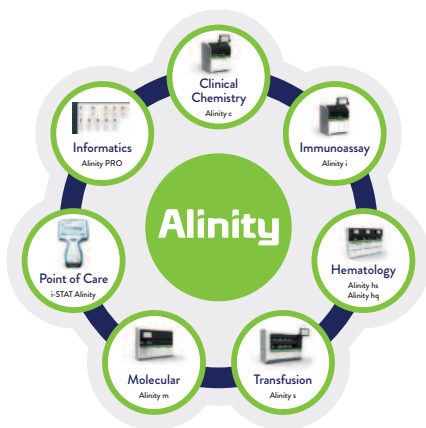 Alinity
Clinical
Chemistry
Alinity c
Immunoassay
Alinity i
Hematology
Alinity hs
Alinity hq
Transfusion
Alinity s
Molecular
Alinity m
Point of Care
i-STAT Alinity
Informatics
Alinity PRO